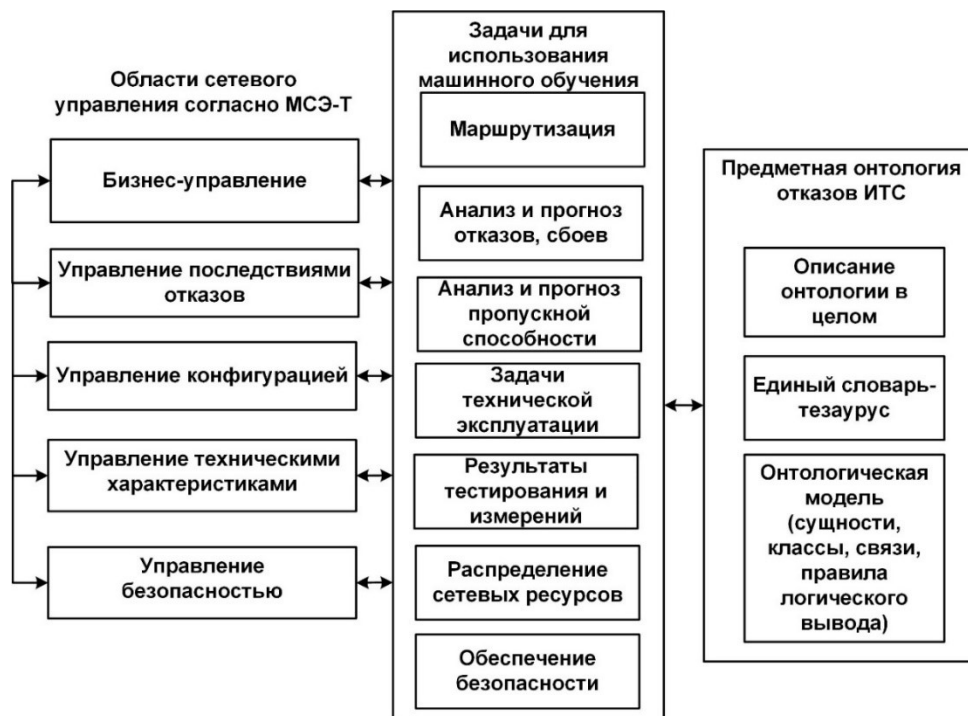 Области сетевого
управления согласно МСЭ-Т
Бизнес-управление
Управление последствиями
отказов
Управление конфигурацией
Управление техническими
характеристиками
Управление
безопасностью
Задачи для
использования
машинного обучения
Маршрутизация
Анализ и прогноз
отказов, сбоев
Анализ и прогноз
пропускной
способности
Задачи
технической
эксплуатации
Результаты
тестирования и
измерений
Распределение
сетевых ресурсов
Обеспечение
безопасности
Предметная онтология
отказов ИТС
Описание
онтологии в
целом
Единый словарь-
тезаурус
Онтологическая
модель
(сущности,
классы, связи,
правила
логического
вывода)